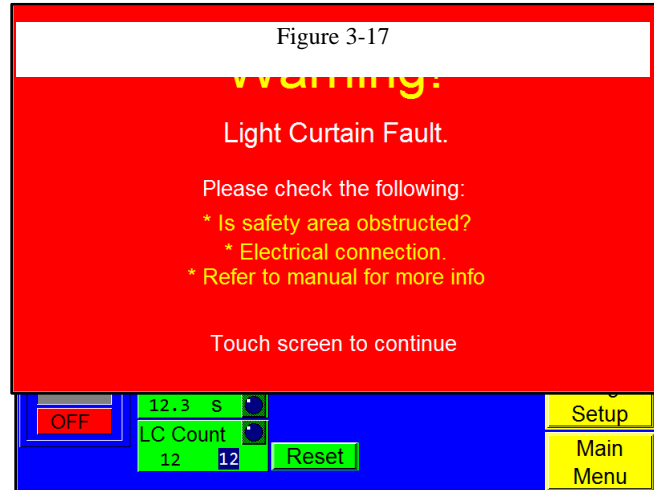 Figure 3-17
Warning!
Light Curtain Fault.
Please check the following:
* Is safety area obstructed?
* Electrical connection.
* Refer to manual for more info
Touch screen to continue
OFF
12.3 S
LC Count
12 12
Reset
Setup
Main
Menu